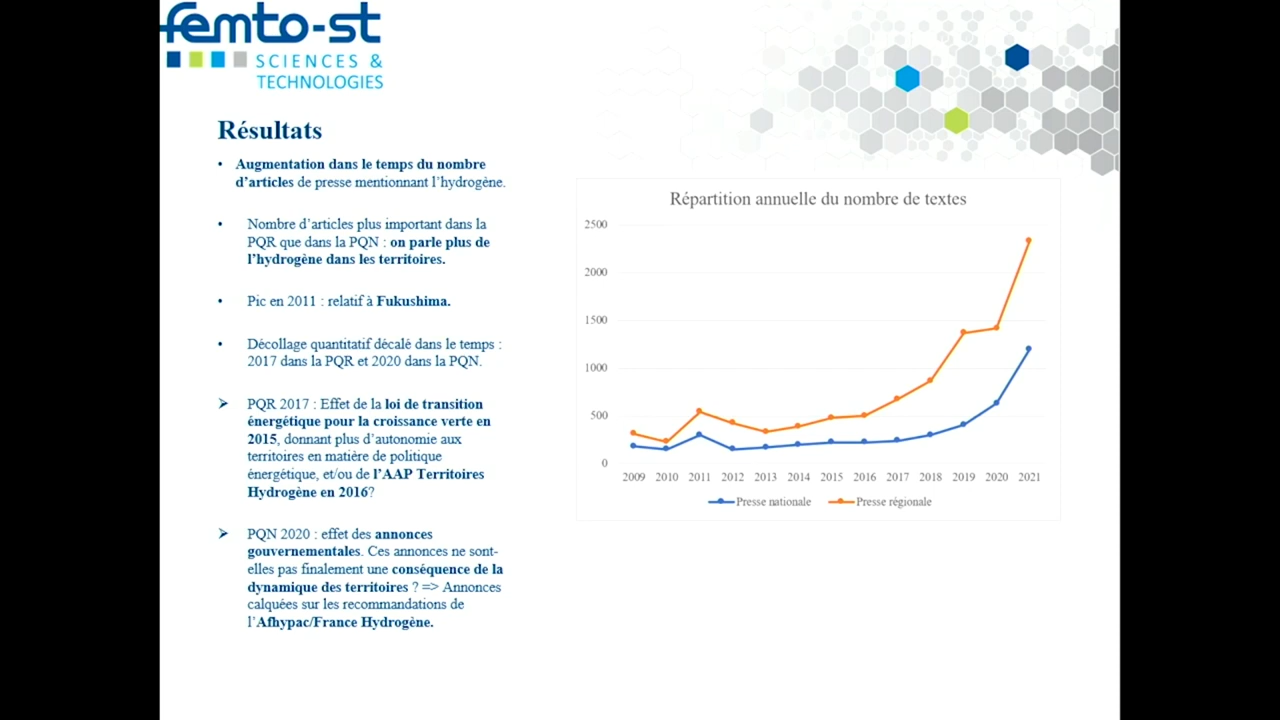 femto-st
SCIENCES &
TECHNOLOGIES
Résultats
• Augmentation dans le temps du nombre
d'articles de presse mentionnant l'hydrogène.
• Nombre d'articles plus important dans la
PQR que dans la PQN : on parle plus de
l'hydrogène dans les territoires.
• Pic en 2011 : relatif à Fukushima.
• Décollage quantitatif décalé dans le temps :
2017 dans la PQR et 2020 dans la PQN.
➢ PQR 2017 : Effet de la loi de transition
énergétique pour la croissance verte en
2015, donnant plus d'autonomie aux
territoires en matière de politique
énergétique, et/ou de l'AAP Territoires
Hydrogène en 2016?
➢ PQN 2020 : effet des annonces
gouvernementales. Ces annonces ne sont-
elles pas finalement une conséquence de la
dynamique des territoires ? => Annonces
calquées sur les recommandations de
l'Afhypac/France Hydrogène.
Répartition annuelle du nombre de textes
2500
2000
1500
1000
500
0
2009 2010 2011 2012 2013 2014 2015 2016 2017 2018 2019 2020 2021
Presse nationale Presse régionale